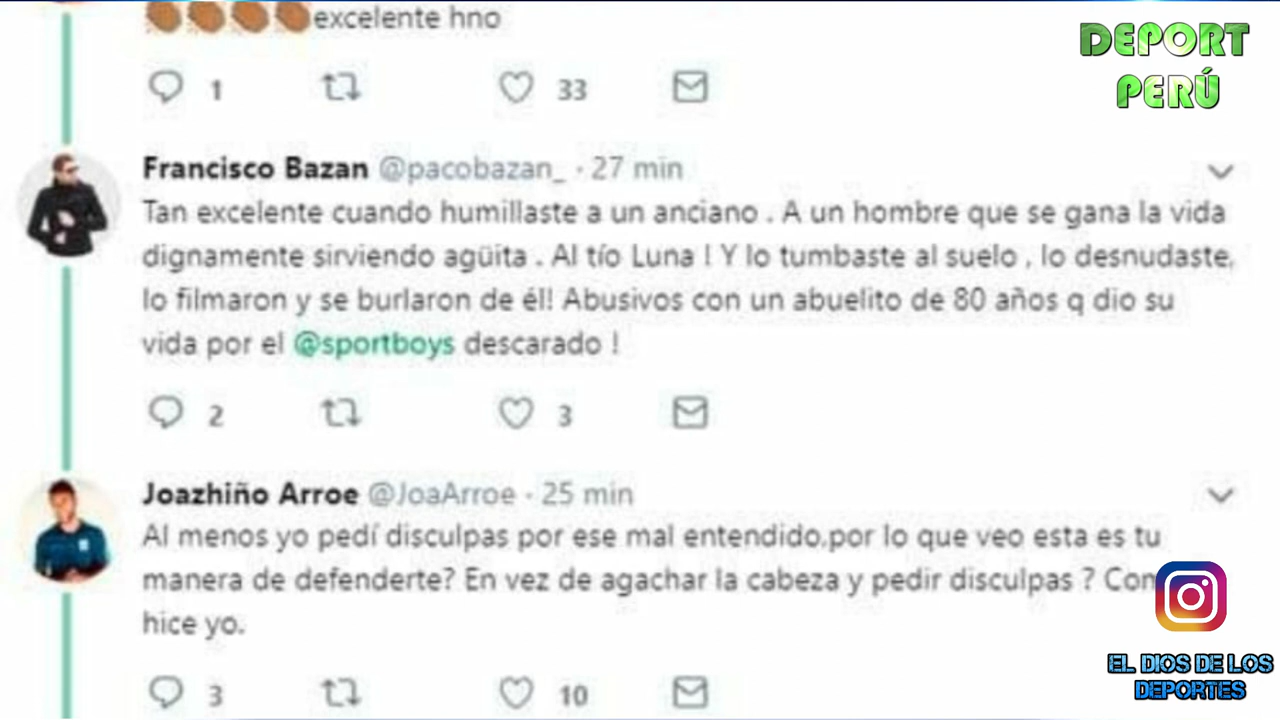 👏🏾👏🏾👏🏾👏🏾excelente hno
1 33
DEPORT
PERÚ
Francisco Bazan @pacobazan_ · 27 min
Tan excelente cuando humillaste a un anciano . A un hombre que se gana la vida
dignamente sirviendo agüita . Al tío Luna ! Y lo tumbaste al suelo , lo desnudaste,
lo filmaron y se burlaron de él! Abusivos con un abuelito de 80 años q dio su
vida por el @sportboys descarado !
2 3
Joazhiño Arroe @JoaArroe · 25 min
Al menos yo pedí disculpas por ese mal entendido,por lo que veo esta es tu
manera de defenderte? En vez de agachar la cabeza y pedir disculpas ? Com
hice yo.
3 10
EL DIOS DE LOS
DEPORTES